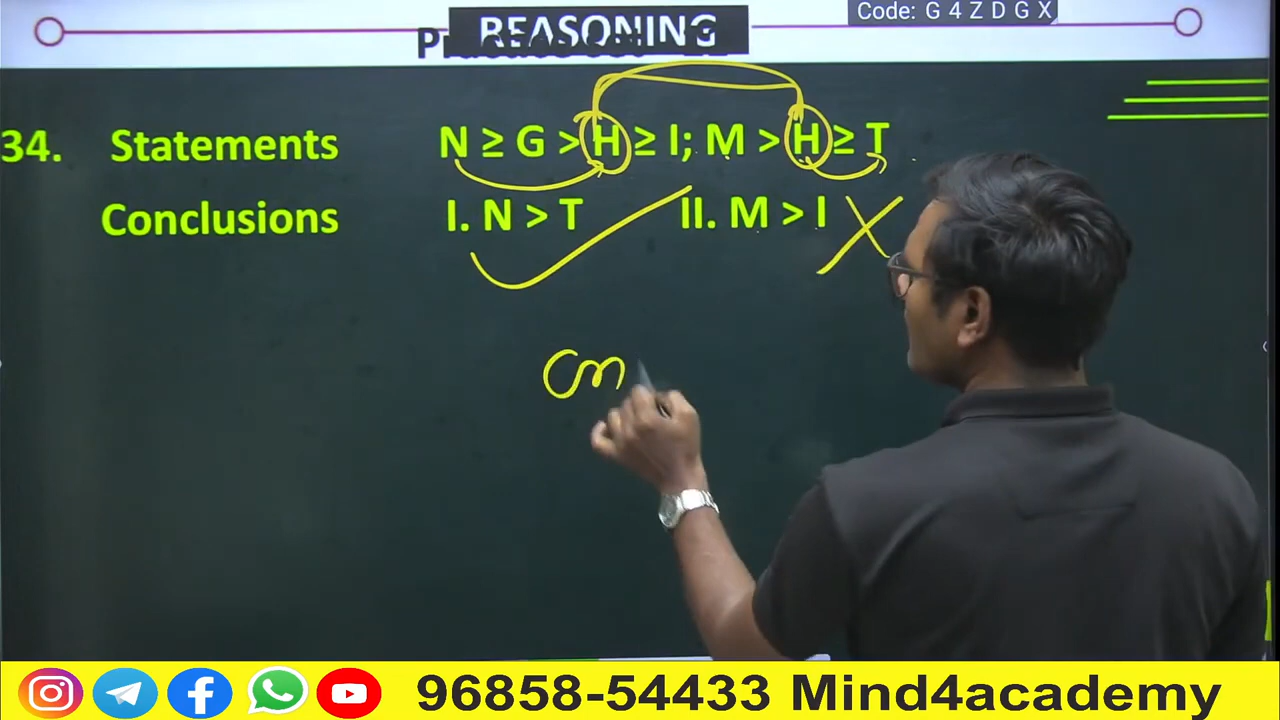 Code: G 4 Z D G X
REASONING
34. Statements N ≥ G > H ≥ I; M > H ≥ T
Conclusions I. N > T II. M > I
96858-54433 Mind4academy